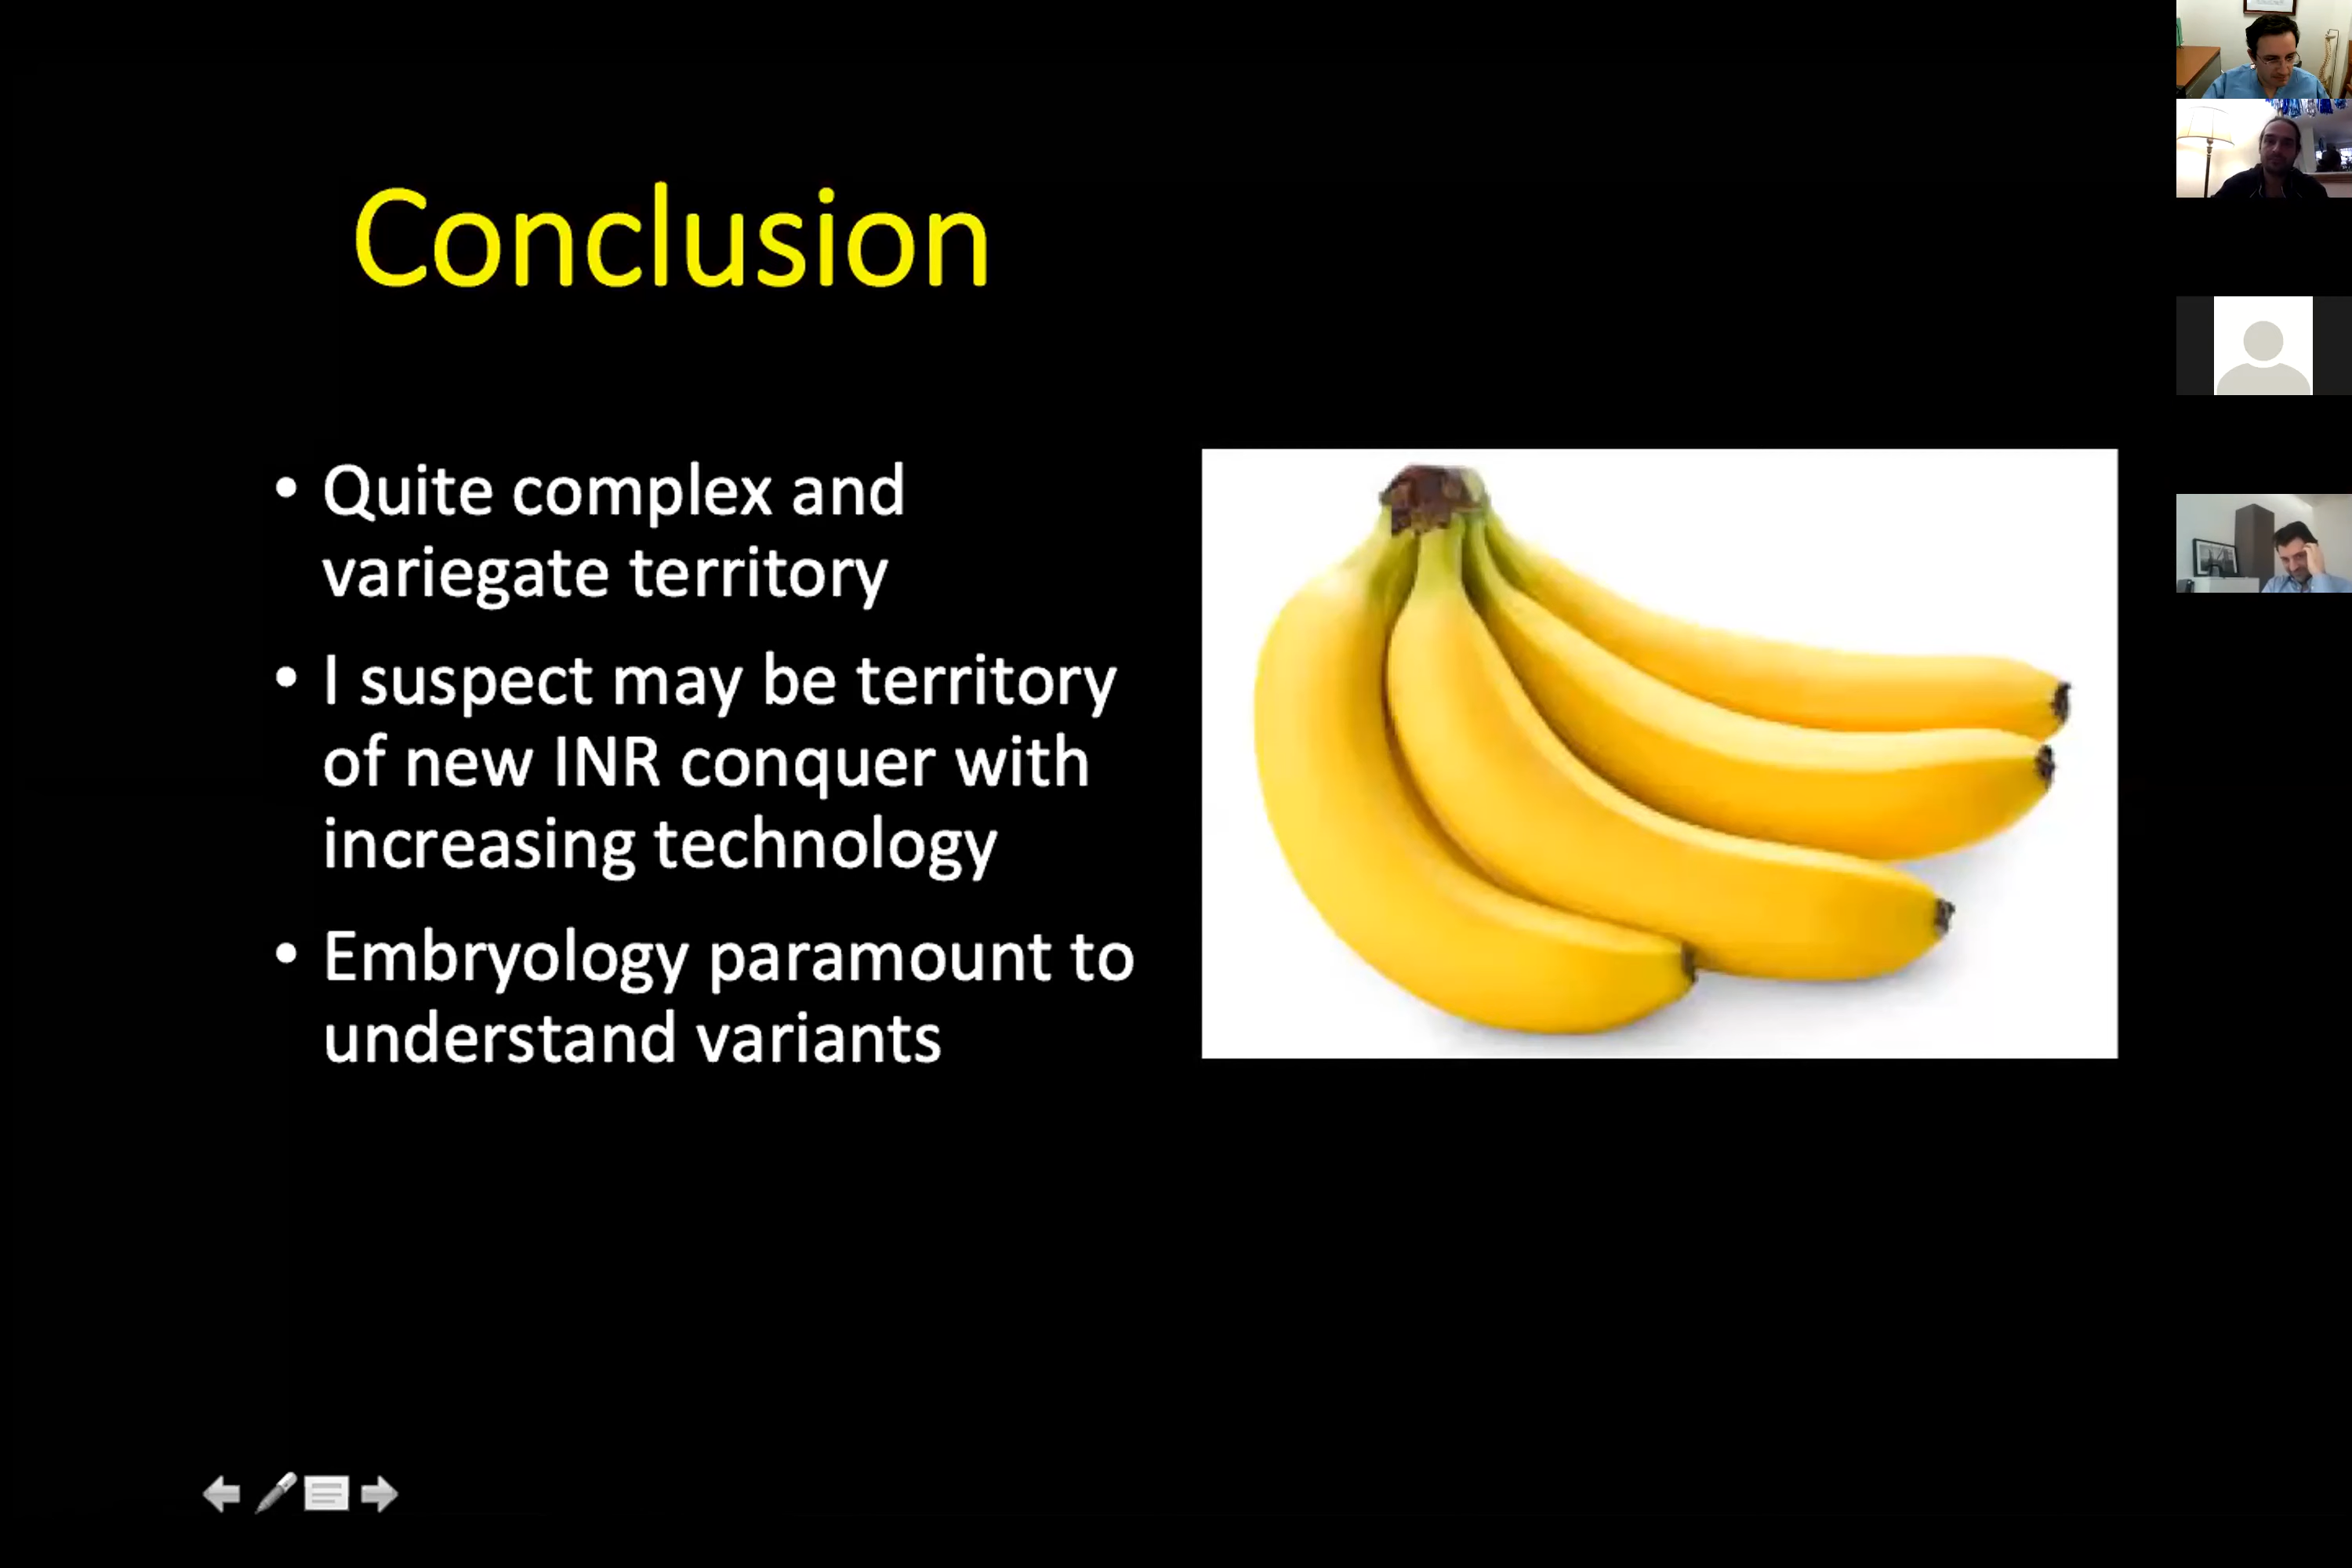 Conclusion
• Quite complex and
variegate territory
• I suspect may be territory
of new INR conquer with
increasing technology
• Embryology paramount to
understand variants